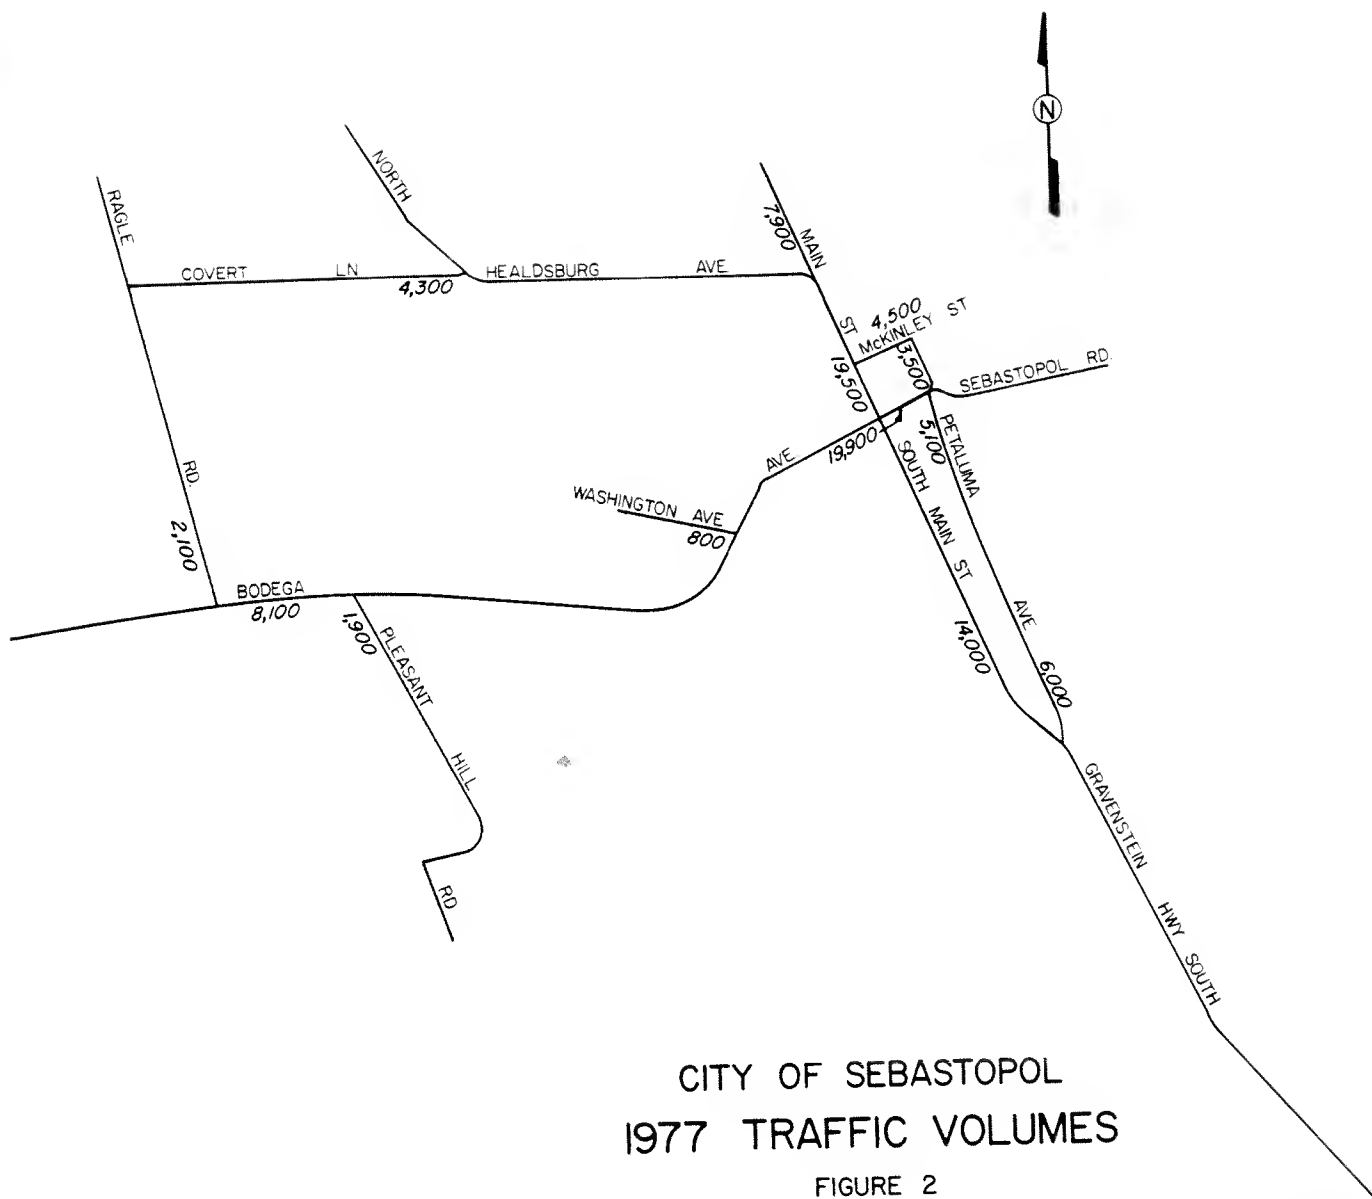 N
NORTH
RAGLE
7,900
MAIN
COVERT LN
HEALDSBURG AVE
4,300
ST
4,500
McKINLEY ST
3,500
19,500
SEBASTOPOL RD.
PETALUMA
5,100
19,900
AVE
SOUTH MAIN ST
RD.
WASHINGTON AVE
800
2,100
BODEGA
8,100
1,900
PLEASANT
AVE
14,000
6,000
HILL
GRAVENSTEIN
RD
HWY SOUTH
CITY OF SEBASTOPOL
1977 TRAFFIC VOLUMES
FIGURE 2